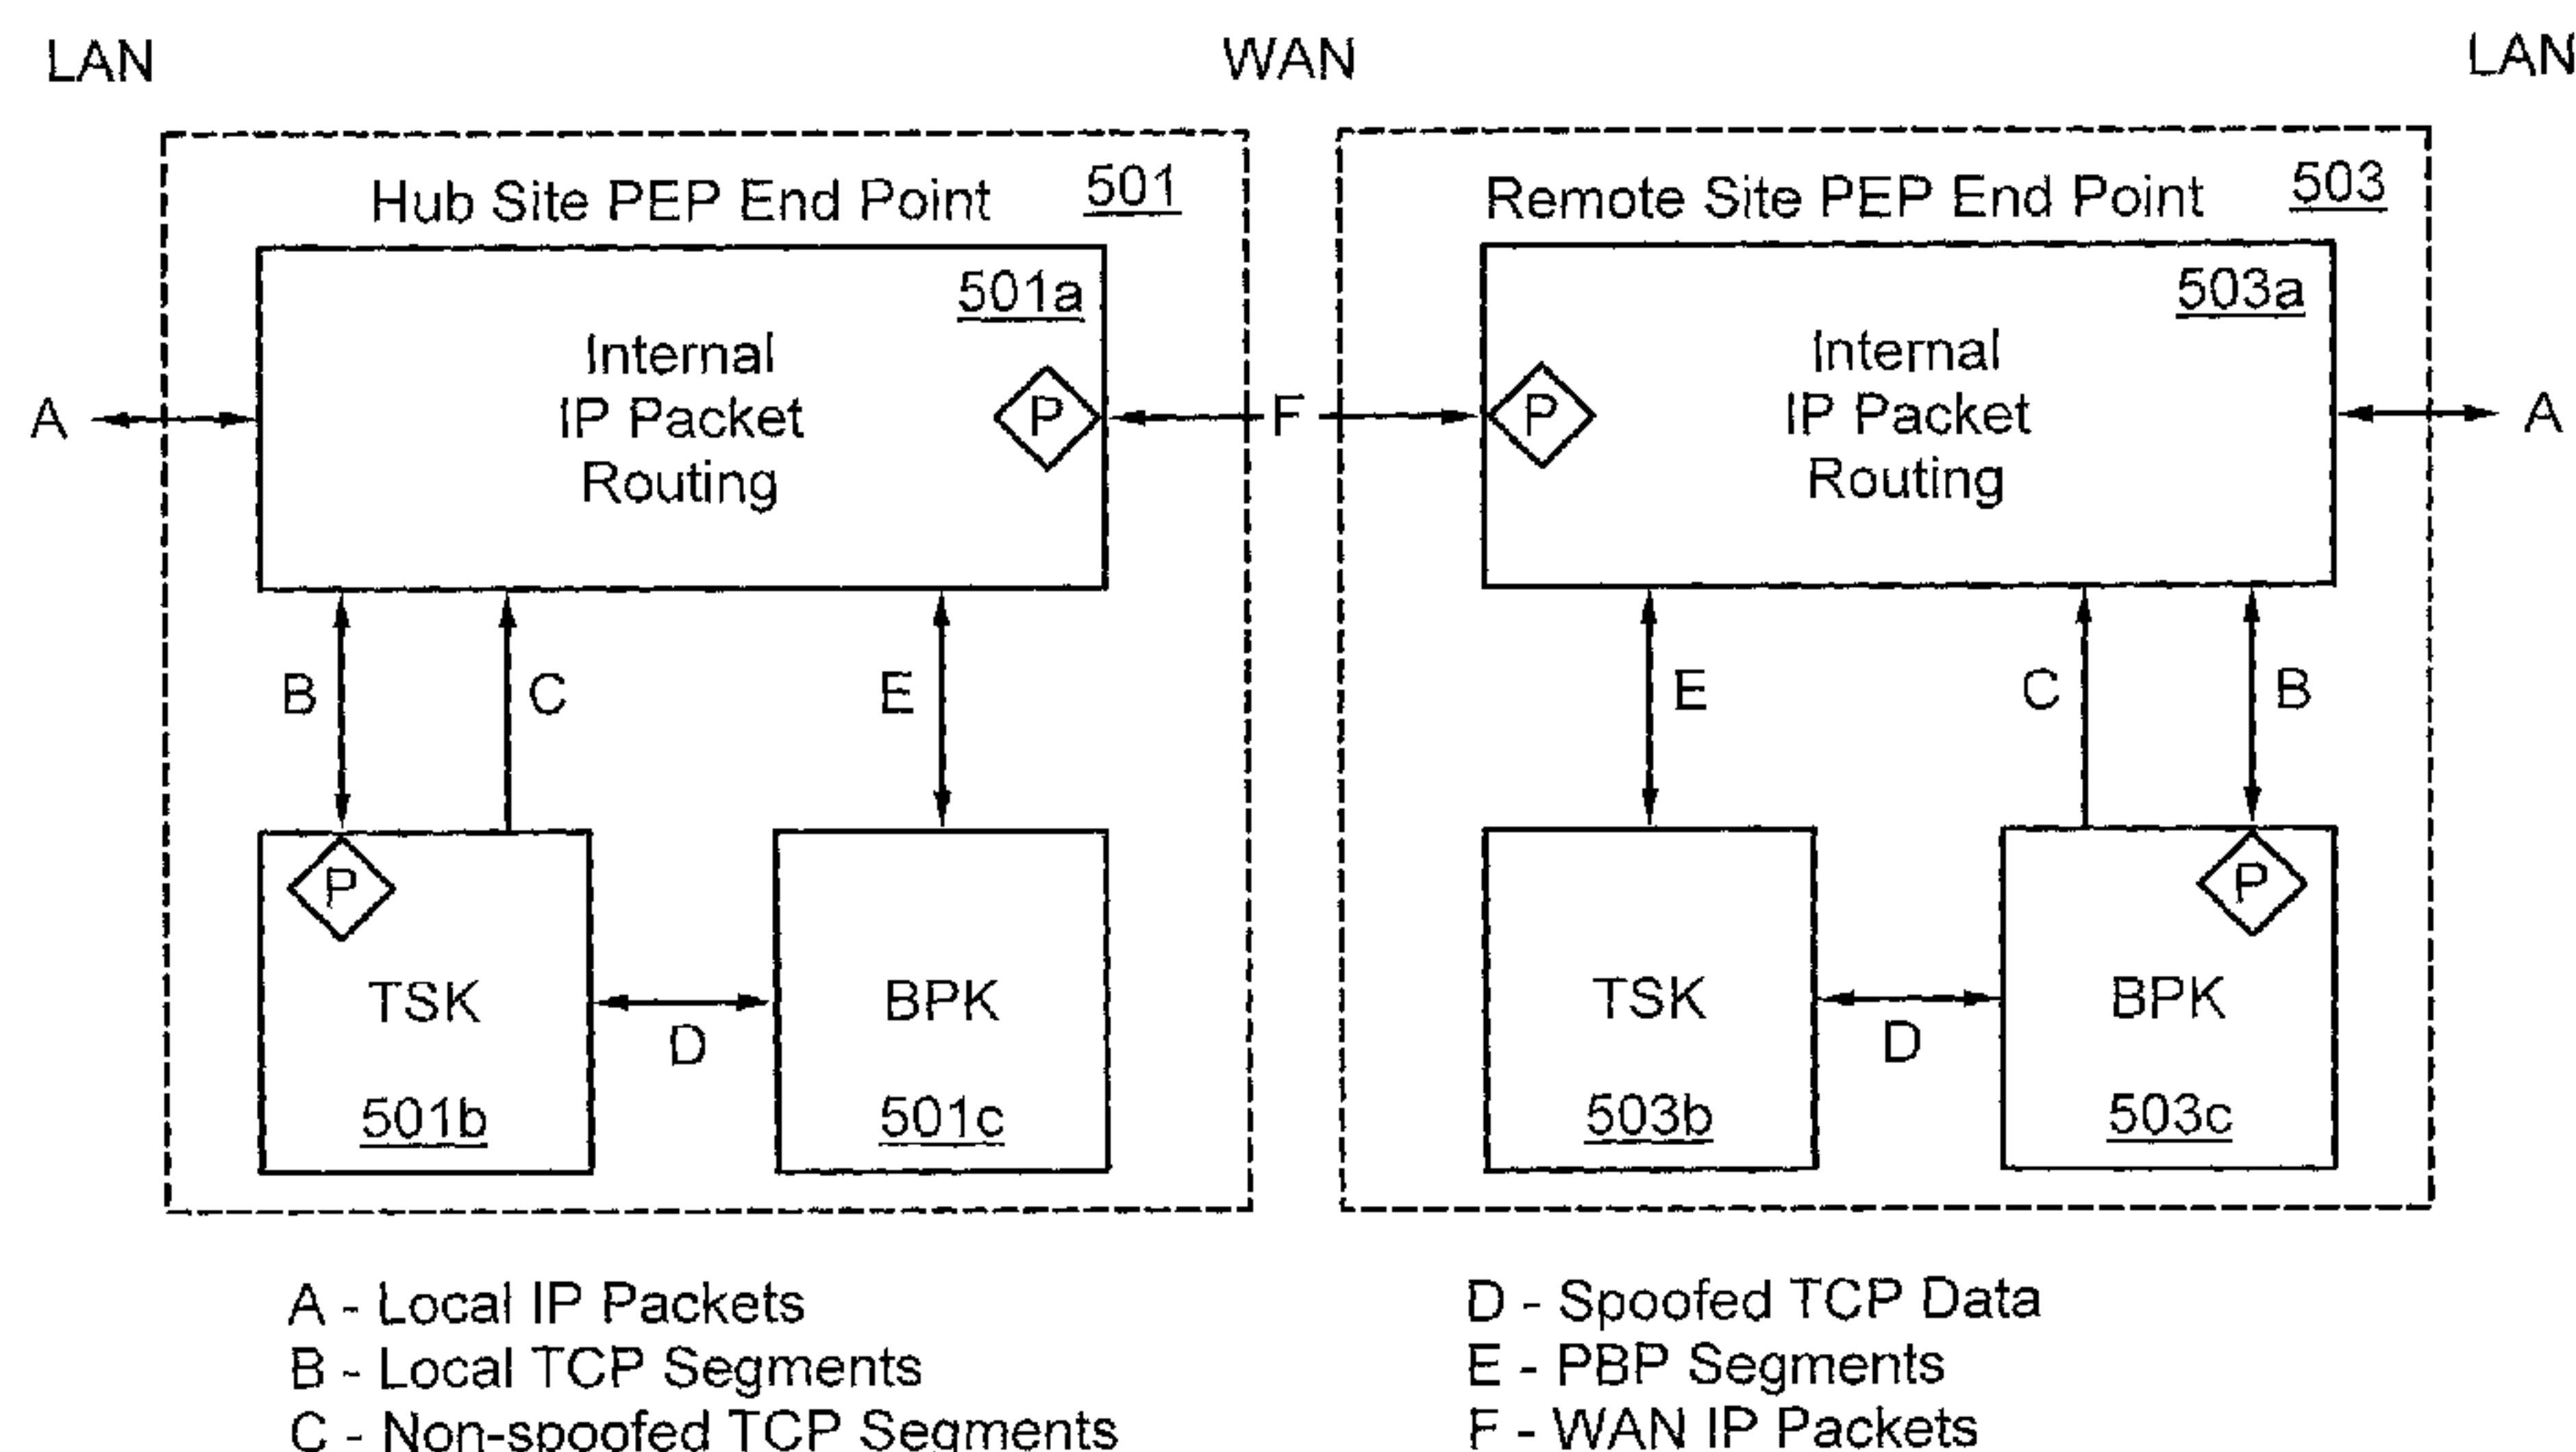 LAN WAN LAN
Hub Site PEP End Point 501
Remote Site PEP End Point 503
501a
Internal
IP Packet
Routing
P
503a
Internal
IP Packet
Routing
P
A
F
A
B
C
E
E
C
B
P
TSK
501b
D
BPK
501c
TSK
503b
D
P
BPK
503c
A - Local IP Packets
B - Local TCP Segments
C - Non-spoofed TCP Segments
D - Spoofed TCP Data
E - PBP Segments
F - WAN IP Packets